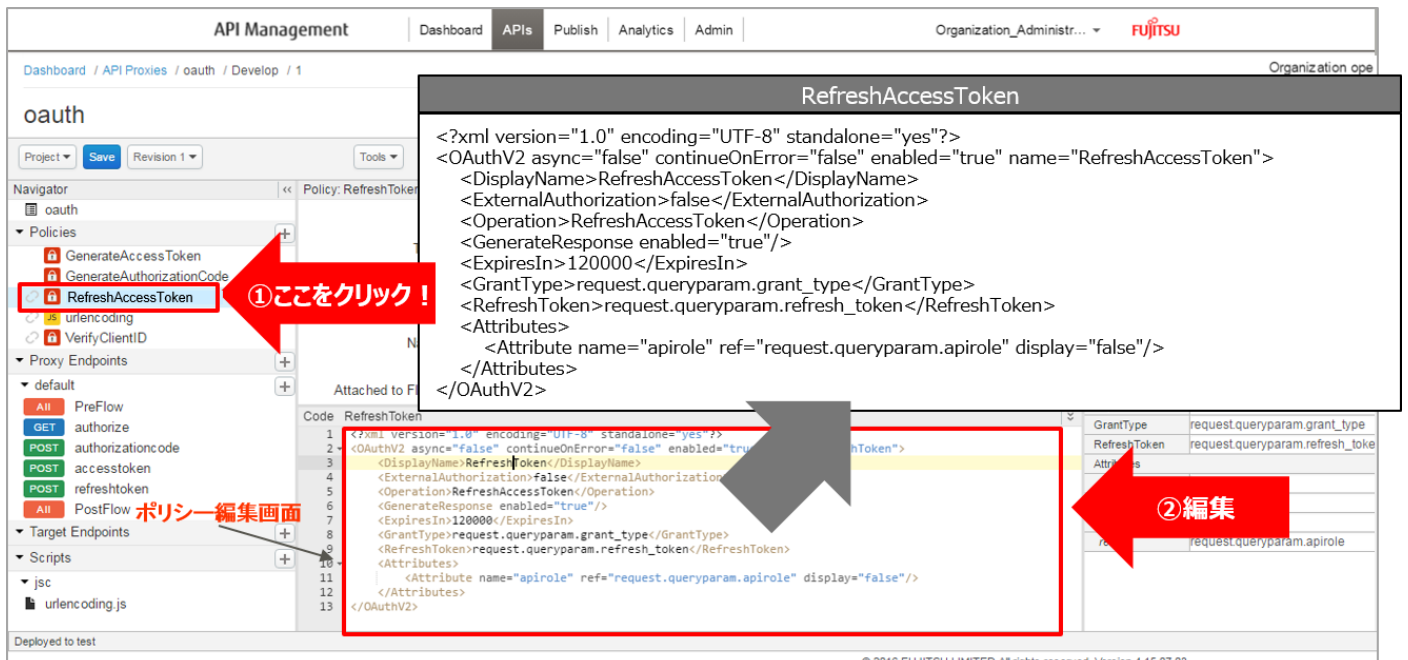 API Management
Dashboard
APIs
Publish
Analytics
Admin
Organization_Administr...
FUJITSU
Dashboard / API Proxies / oauth / Develop / 1
Organization ope
oauth
Project
Save
Revision 1
Tools
Navigator
Policy: RefreshToken
oauth
Policies
GenerateAccessToken
GenerateAuthorizationCode
RefreshAccessToken
JS urlencoding
VerifyClientID
①ここをクリック！
Proxy Endpoints
default
All PreFlow
GET authorize
POST authorizationcode
POST accesstoken
POST refreshtoken
All PostFlow
ポリシー編集画面
Target Endpoints
Scripts
jsc
urlencoding.js
Attached to Fl
RefreshAccessToken
<?xml version="1.0" encoding="UTF-8" standalone="yes"?>
<OAuthV2 async="false" continueOnError="false" enabled="true" name="RefreshAccessToken">
<DisplayName>RefreshAccessToken</DisplayName>
<ExternalAuthorization>false</ExternalAuthorization>
<Operation>RefreshAccessToken</Operation>
<GenerateResponse enabled="true"/>
<ExpiresIn>120000</ExpiresIn>
<GrantType>request.queryparam.grant_type</GrantType>
<RefreshToken>request.queryparam.refresh_token</RefreshToken>
<Attributes>
<Attribute name="apirole" ref="request.queryparam.apirole" display="false"/>
</Attributes>
</OAuthV2>
Code RefreshToken
1 <?xml version="1.0" encoding="UTF-8" standalone="yes"?>
2 <OAuthV2 async="false" continueOnError="false" enabled="tru hToken">
3 <DisplayName>RefreshToken</DisplayName>
4 <ExternalAuthorization>false</ExternalAuthorization
5 <Operation>RefreshAccessToken</Operation>
6 <GenerateResponse enabled="true"/>
7 <ExpiresIn>120000</ExpiresIn>
8 <GrantType>request.queryparam.grant_type</GrantType>
9 <RefreshToken>request.queryparam.refresh_token</RefreshToken>
10 <Attributes>
11 <Attribute name="apirole" ref="request.queryparam.apirole" display="false"/>
12 </Attributes>
13 </OAuthV2>
GrantType request.queryparam.grant_type
RefreshToken request.queryparam.refresh_toke
Attributes
②編集
request.queryparam.apirole
Deployed to test